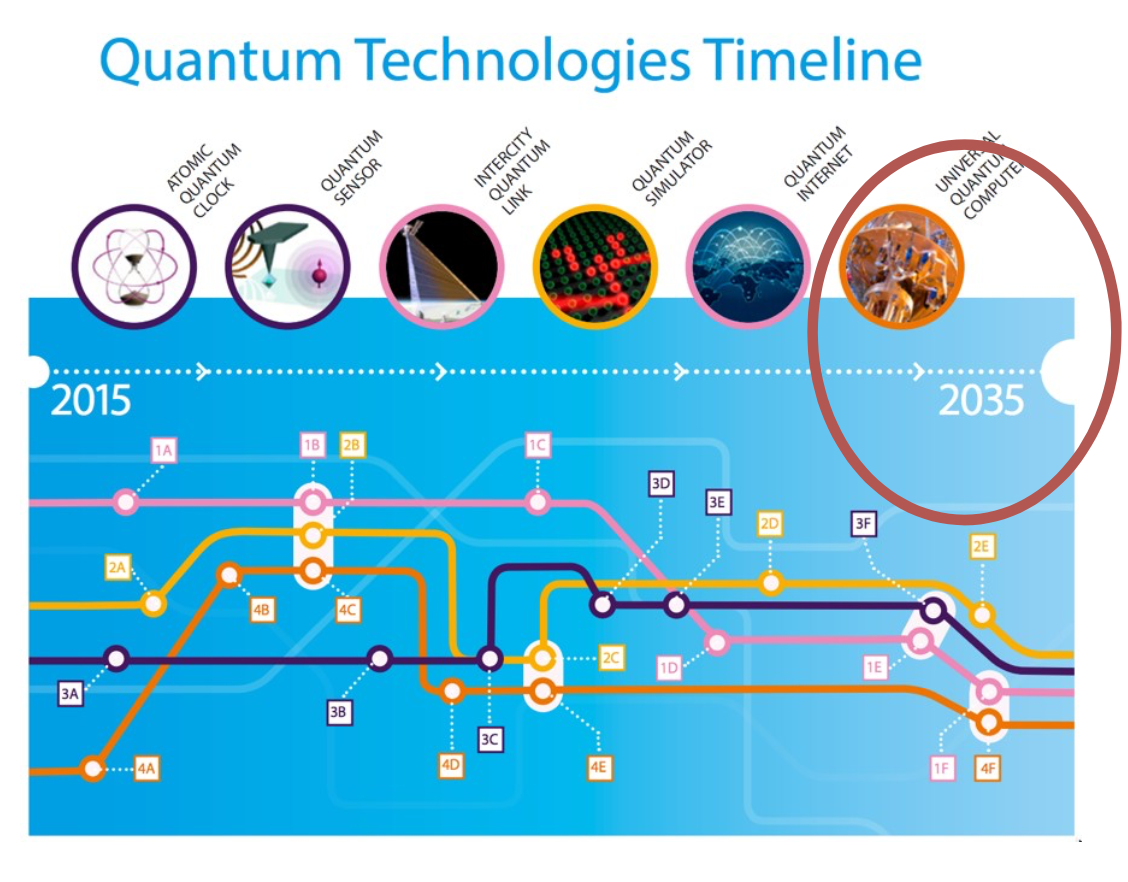 Quantum Technologies Timeline
ATOMIC
QUANTUM
CLOCK
QUANTUM
SENSOR
INTERCITY
QUANTUM
LINK
QUANTUM
SIMULATOR
QUANTUM
INTERNET
UNIVERSAL
QUANTUM
COMPUTER
2015
2035
1A
1B
2B
1C
3D
3E
2D
3F
2E
2A
4B
4C
2C
1D
1E
3A
3B
3C
4A
4D
4E
1F
4F